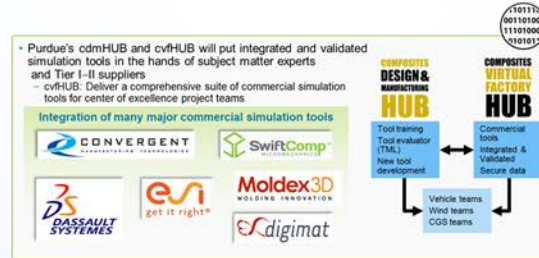 • Purdue's cdmHUB and cvfHUB will put integrated and validated
simulation tools in the hands of subject matter experts
and Tier I–II suppliers
– cvfHUB: Deliver a comprehensive suite of commercial simulation
tools for center of excellence project teams
Integration of many major commercial simulation tools
CONVERGENT
MANUFACTURING TECHNOLOGIES
SwiftComp
MICROMECHANICS
DASSAULT
SYSTEMES
esi
get it right®
Moldex3D
MOLDING INNOVATION
digimat
COMPOSITES
DESIGN &
MANUFACTURING
HUB
COMPOSITES
VIRTUAL
FACTORY
HUB
Tool training
Tool evaluator
(TML)
New tool
development
Commercial
tools
Integrated &
Validated
Secure data
Vehicle teams
Wind teams
CGS teams